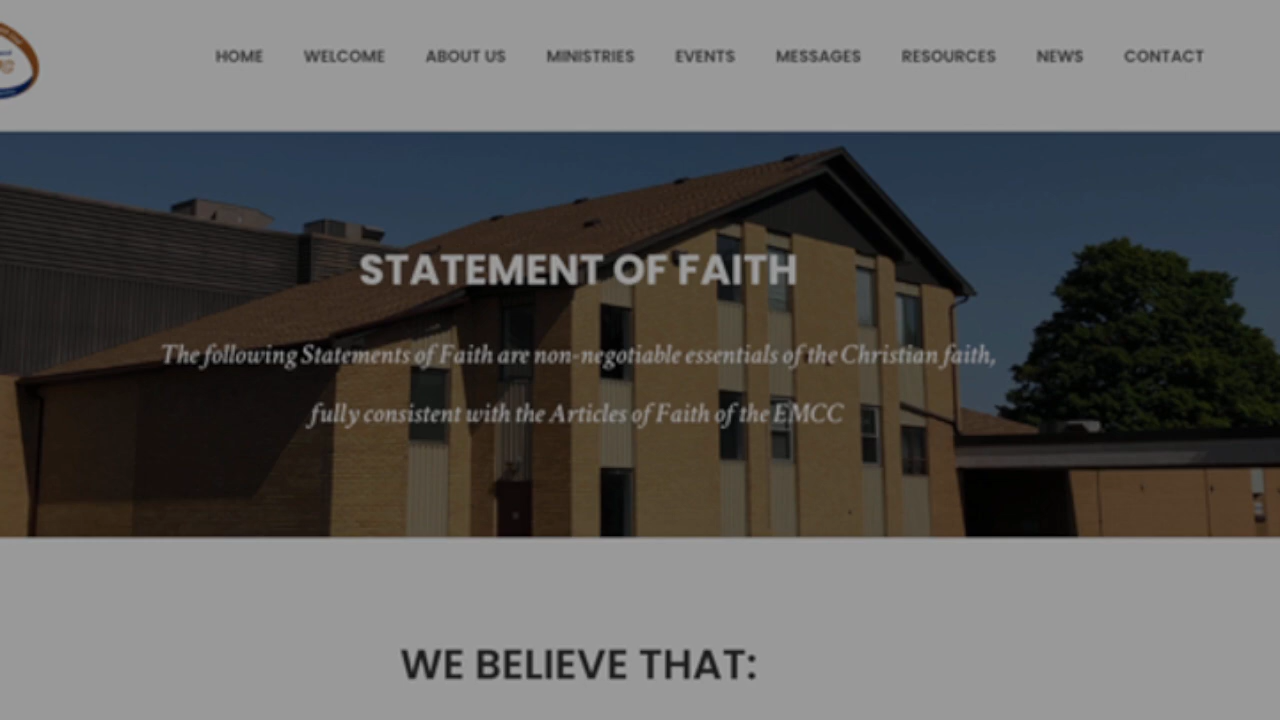 HOME WELCOME ABOUT US MINISTRIES EVENTS MESSAGES RESOURCES NEWS CONTACT
STATEMENT OF FAITH
The following Statements of Faith are non-negotiable essentials of the Christian faith,
fully consistent with the Articles of Faith of the EMCC
WE BELIEVE THAT: